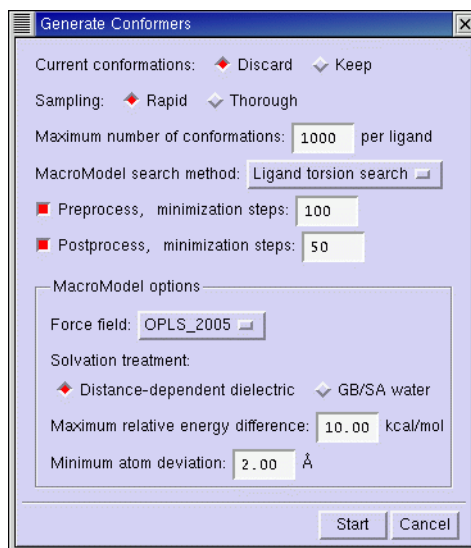 Generate Conformers
Current conformations: Discard Keep
Sampling: Rapid Thorough
Maximum number of conformations: 1000 per ligand
MacroModel search method: Ligand torsion search
Preprocess, minimization steps: 100
Postprocess, minimization steps: 50
MacroModel options
Force field: OPLS_2005
Solvation treatment:
Distance-dependent dielectric GB/SA water
Maximum relative energy difference: 10.00 kcal/mol
Minimum atom deviation: 2.00 Å
Start Cancel